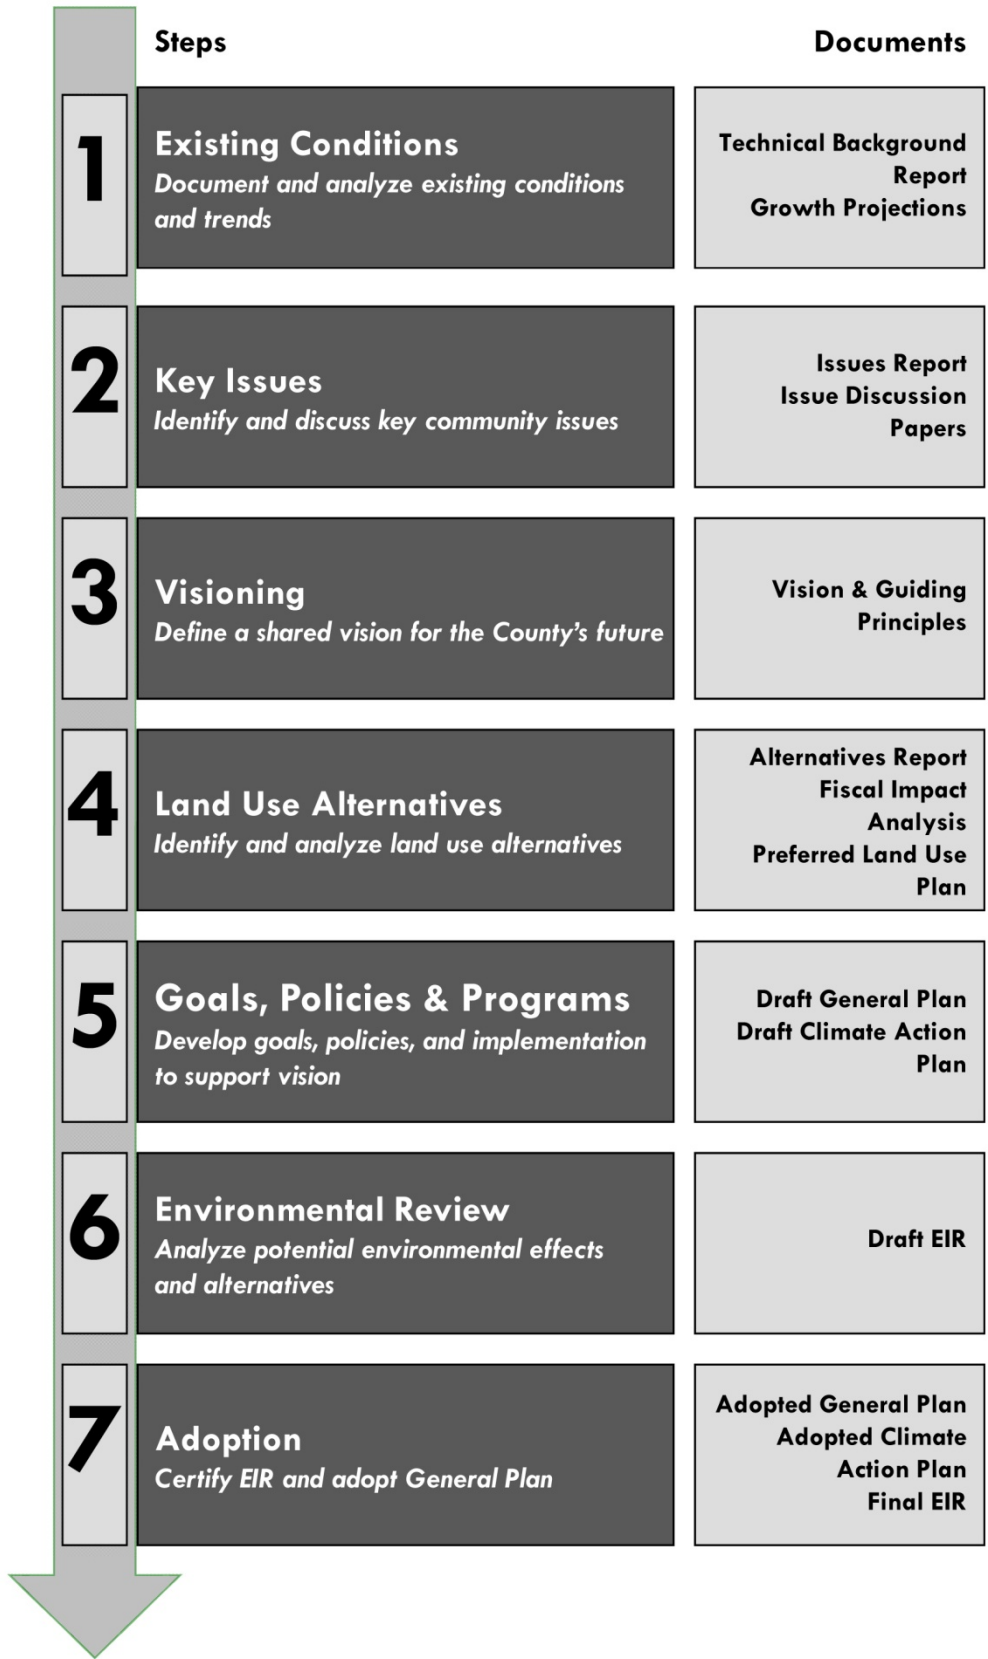 Steps
Documents
1
Existing Conditions
Document and analyze existing conditions
and trends
Technical Background
Report
Growth Projections
2
Key Issues
Identify and discuss key community issues
Issues Report
Issue Discussion
Papers
3
Visioning
Define a shared vision for the County's future
Vision & Guiding
Principles
4
Land Use Alternatives
Identify and analyze land use alternatives
Alternatives Report
Fiscal Impact
Analysis
Preferred Land Use
Plan
5
Goals, Policies & Programs
Develop goals, policies, and implementation
to support vision
Draft General Plan
Draft Climate Action
Plan
6
Environmental Review
Analyze potential environmental effects
and alternatives
Draft EIR
7
Adoption
Certify EIR and adopt General Plan
Adopted General Plan
Adopted Climate
Action Plan
Final EIR